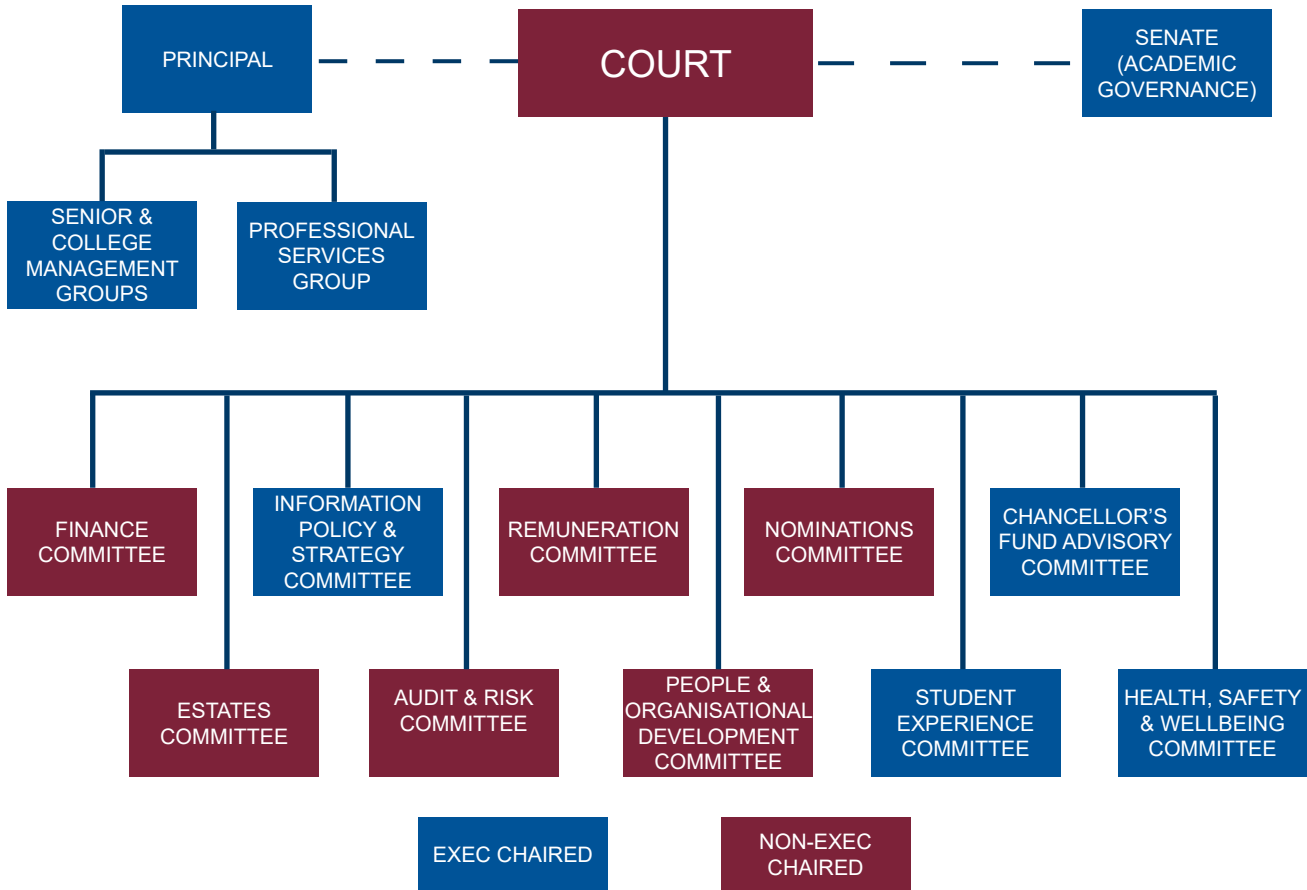 PRINCIPAL
COURT
SENATE
(ACADEMIC
GOVERNANCE)
SENIOR &
COLLEGE
MANAGEMENT
GROUPS
PROFESSIONAL
SERVICES
GROUP
FINANCE
COMMITTEE
INFORMATION
POLICY &
STRATEGY
COMMITTEE
REMUNERATION
COMMITTEE
NOMINATIONS
COMMITTEE
CHANCELLOR’S
FUND ADVISORY
COMMITTEE
ESTATES
COMMITTEE
AUDIT & RISK
COMMITTEE
PEOPLE &
ORGANISATIONAL
DEVELOPMENT
COMMITTEE
STUDENT
EXPERIENCE
COMMITTEE
HEALTH, SAFETY
& WELLBEING
COMMITTEE
EXEC CHAIRED
NON-EXEC
CHAIRED